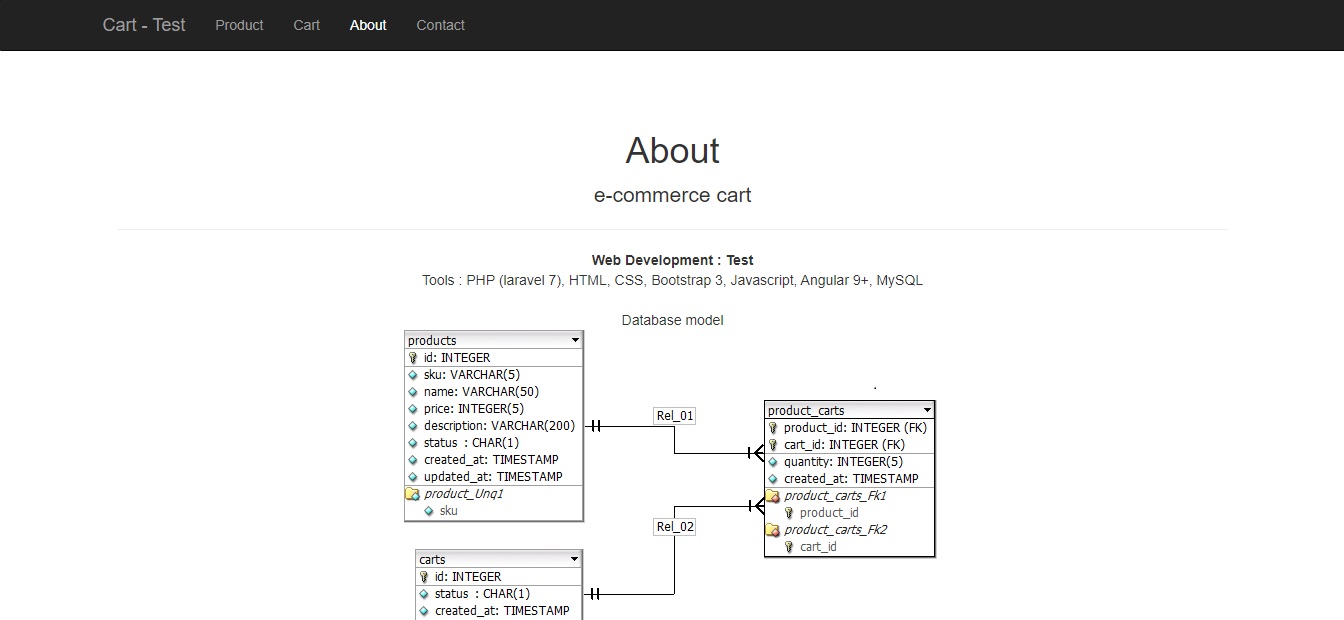 Cart - Test Product Cart About Contact
About
e-commerce cart
Web Development : Test
Tools : PHP (laravel 7), HTML, CSS, Bootstrap 3, Javascript, Angular 9+, MySQL
Database model
products
id: INTEGER
sku: VARCHAR(5)
name: VARCHAR(50)
price: INTEGER(5)
description: VARCHAR(200)
status : CHAR(1)
created_at: TIMESTAMP
updated_at: TIMESTAMP
product_Unq1
sku
Rel_01
product_carts
product_id: INTEGER (FK)
cart_id: INTEGER (FK)
quantity: INTEGER(5)
created_at: TIMESTAMP
product_carts_Fk1
product_id
product_carts_Fk2
cart_id
Rel_02
carts
id: INTEGER
status : CHAR(1)
created_at: TIMESTAMP